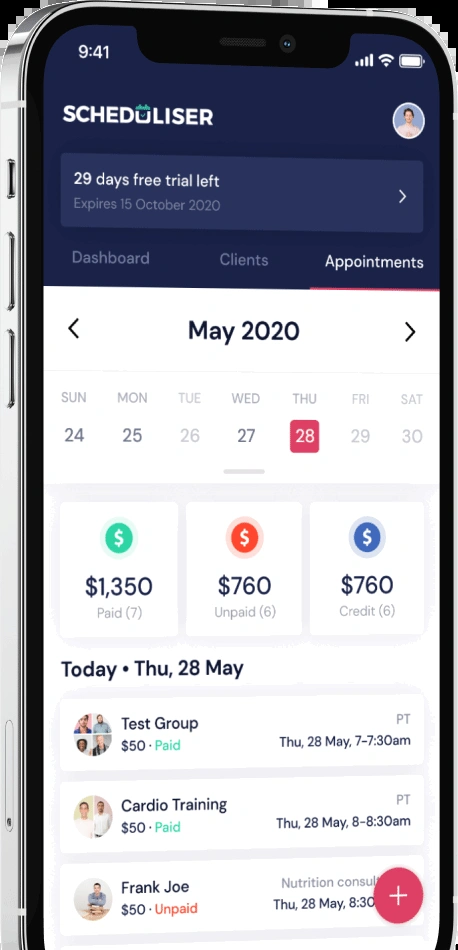 9:41
SCHEDULISER
29 days free trial left
Expires 15 October 2020
Dashboard Clients Appointments
May 2020
SUN MON TUE WED THU FRI SAT
24 25 26 27 28 29 30
$ $ $
$1,350 $760 $760
Paid (7) Unpaid (6) Credit (6)
Today • Thu, 28 May
Test Group PT
$50 · Paid Thu, 28 May, 7-7:30am
Cardio Training PT
$50 · Paid Thu, 28 May, 8-8:30am
Frank Joe Nutrition consul
$50 · Unpaid Thu, 28 May, 8:30